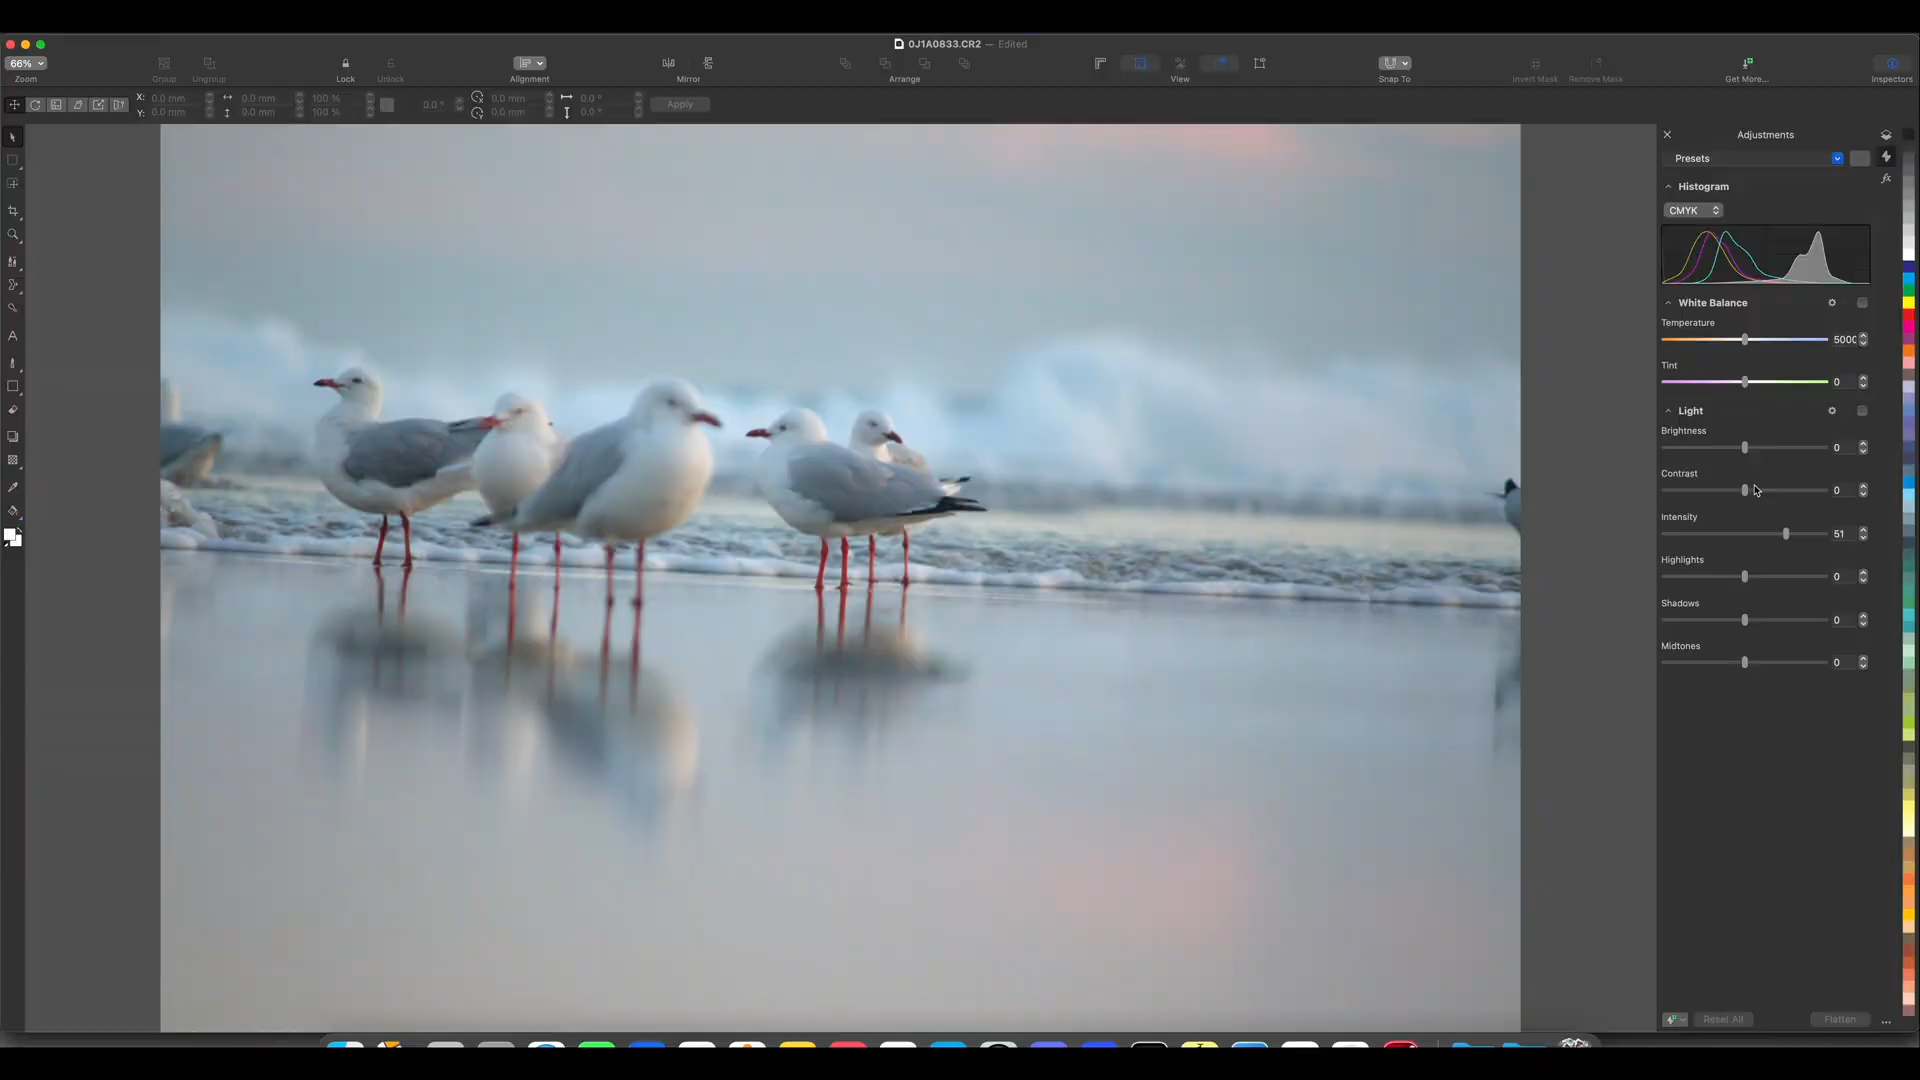 0J1A0833.CR2 — Edited
66%
Zoom
Group
Ungroup
Lock
Unlock
Alignment
Mirror
Arrange
View
Snap To
Invert Mask
Remove Mask
Get More...
Inspectors
X: 0.0 mm 0.0 mm 100 % 0.0 ° 0.0 mm 0.0 ° Apply
Y: 0.0 mm 0.0 mm 100 % 0.0 mm 0.0 °
Adjustments
Presets
Histogram
CMYK
White Balance
Temperature
500
Tint
0
Light
Brightness
0
Contrast
0
Intensity
51
Highlights
0
Shadows
0
Midtones
0
Reset All
Flatten